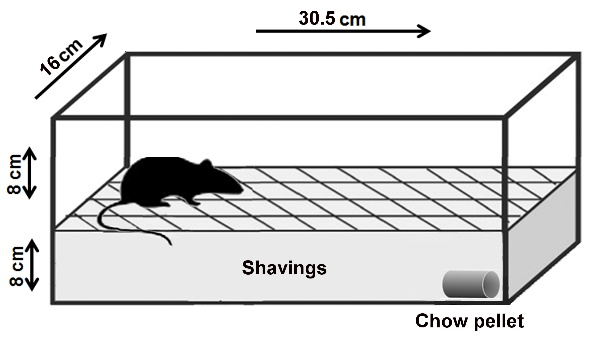 30.5 cm
16 cm
8 cm
8 cm
Shavings
Chow pellet